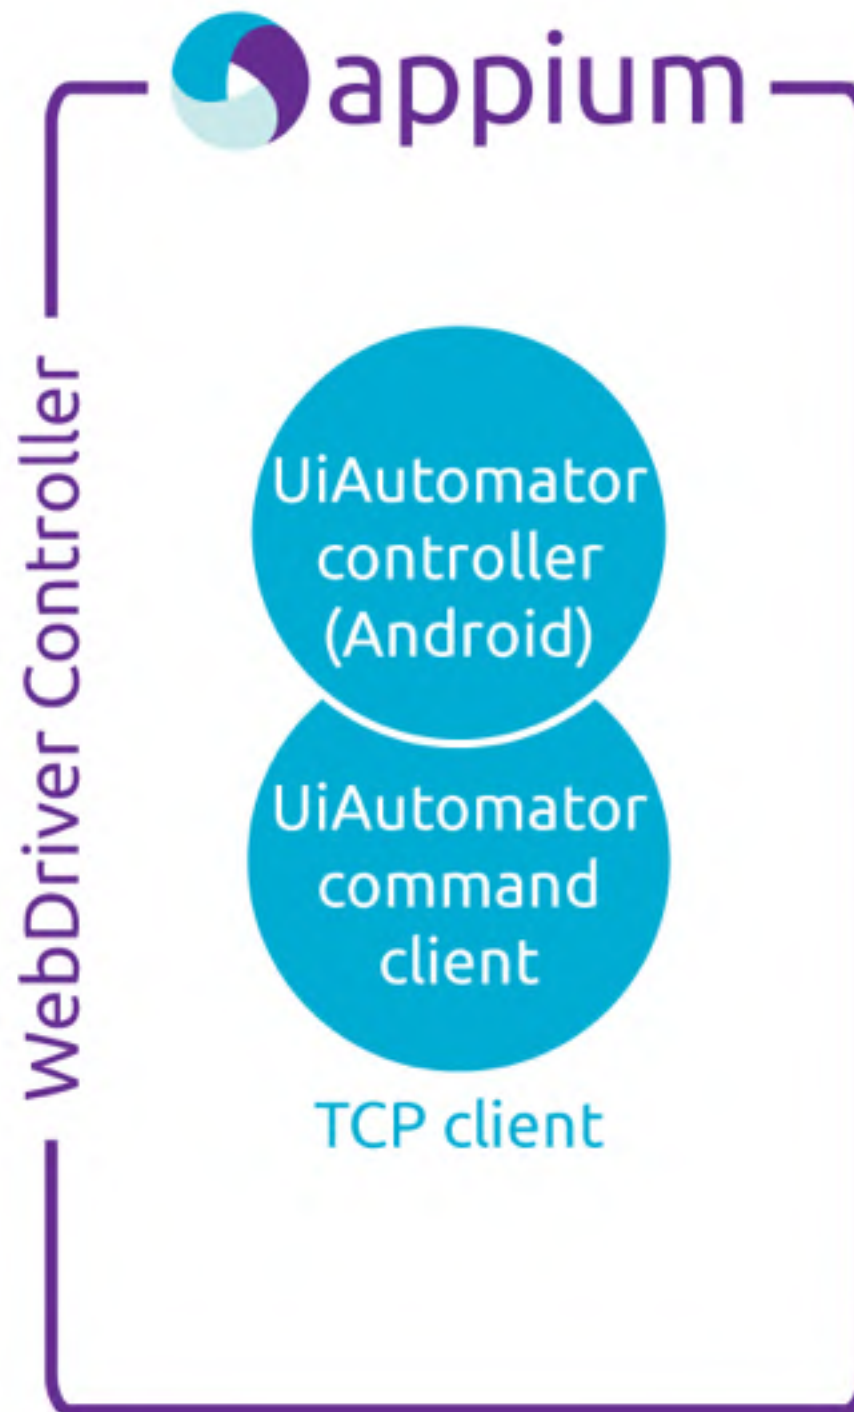 appium
WebDriver Controller
UiAutomator
controller
(Android)
UiAutomator
command
client
TCP client